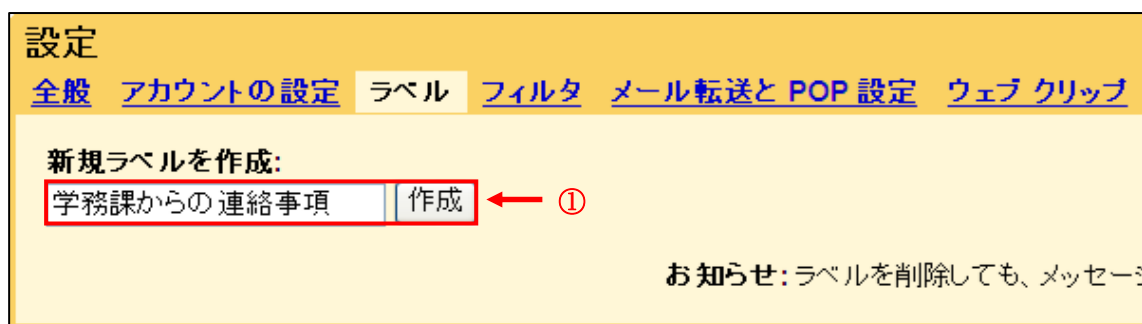 設定
全般 アカウントの設定 ラベル フィルタ メール転送と POP 設定 ウェブ クリップ
新規ラベルを作成:
学務課からの連絡事項 作成 ①
お知らせ: ラベルを削除しても、メッセージ